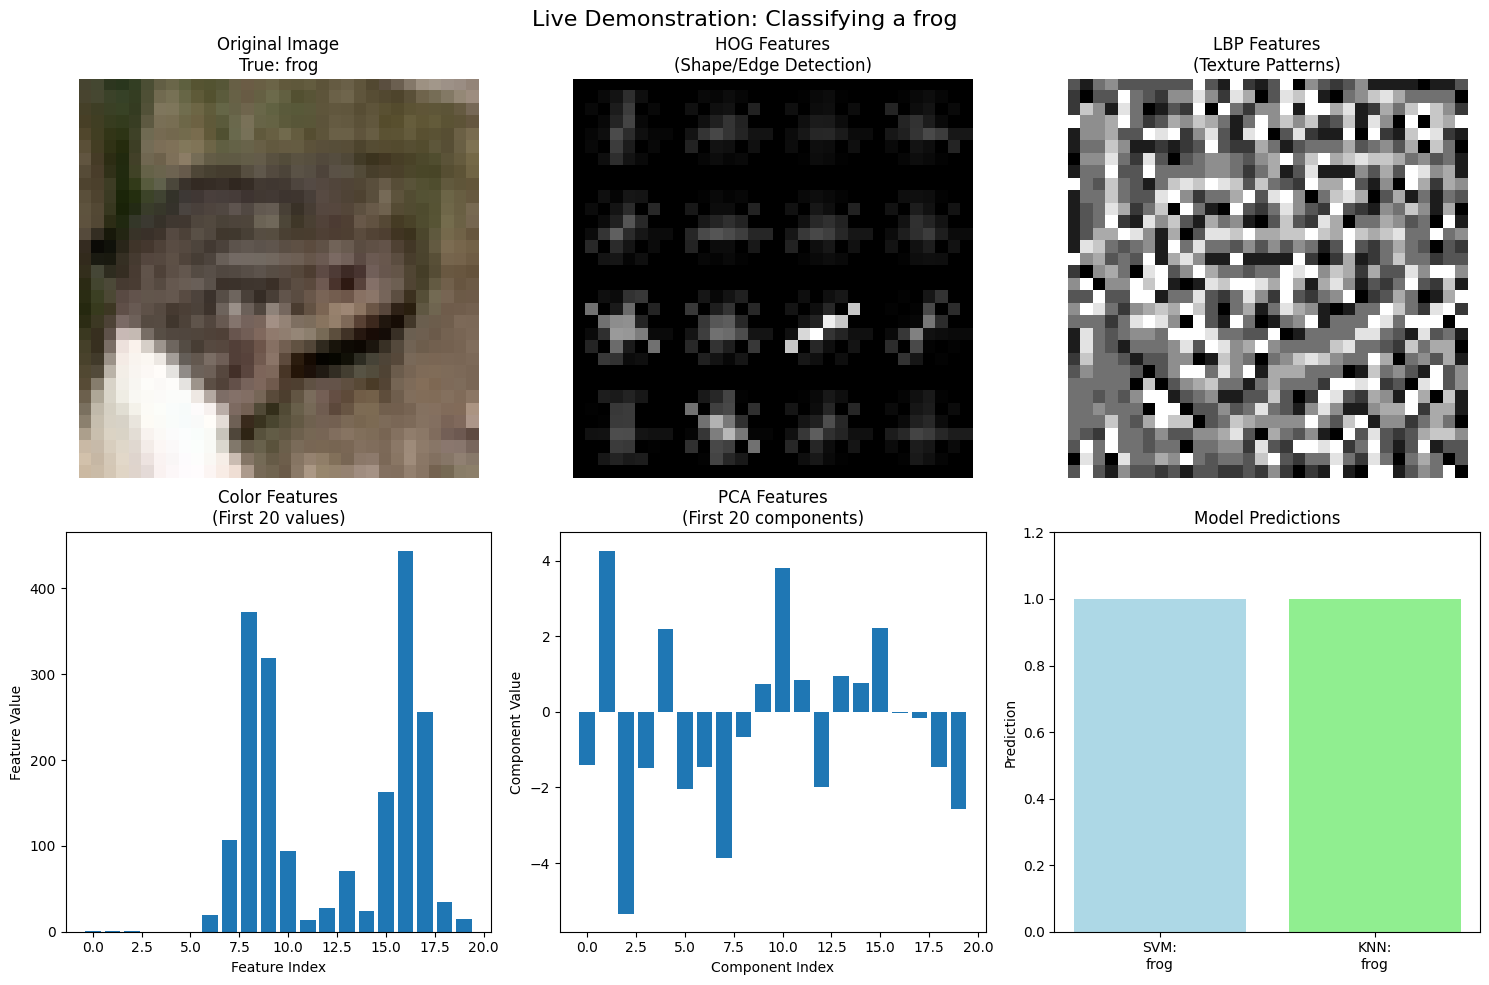 Live Demonstration: Classifying a frog
Original Image
True: frog
HOG Features
(Shape/Edge Detection)
LBP Features
(Texture Patterns)
Color Features
(First 20 values)
Feature Value
400
300
200
100
0
0.0 2.5 5.0 7.5 10.0 12.5 15.0 17.5 20.0
Feature Index
PCA Features
(First 20 components)
Component Value
4
2
0
−2
−4
0.0 2.5 5.0 7.5 10.0 12.5 15.0 17.5 20.0
Component Index
Model Predictions
Prediction
1.2
1.0
0.8
0.6
0.4
0.2
0.0
SVM:
frog
KNN:
frog